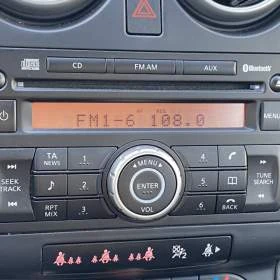 CD FM AM AUX Bluetooth
FM1-6 108.0
MENU
TA NEWS 1 2 3 MENU 4 5 6
SEEK TRACK ENTER TUNE SEARCH
RPT MIX VOL BACK